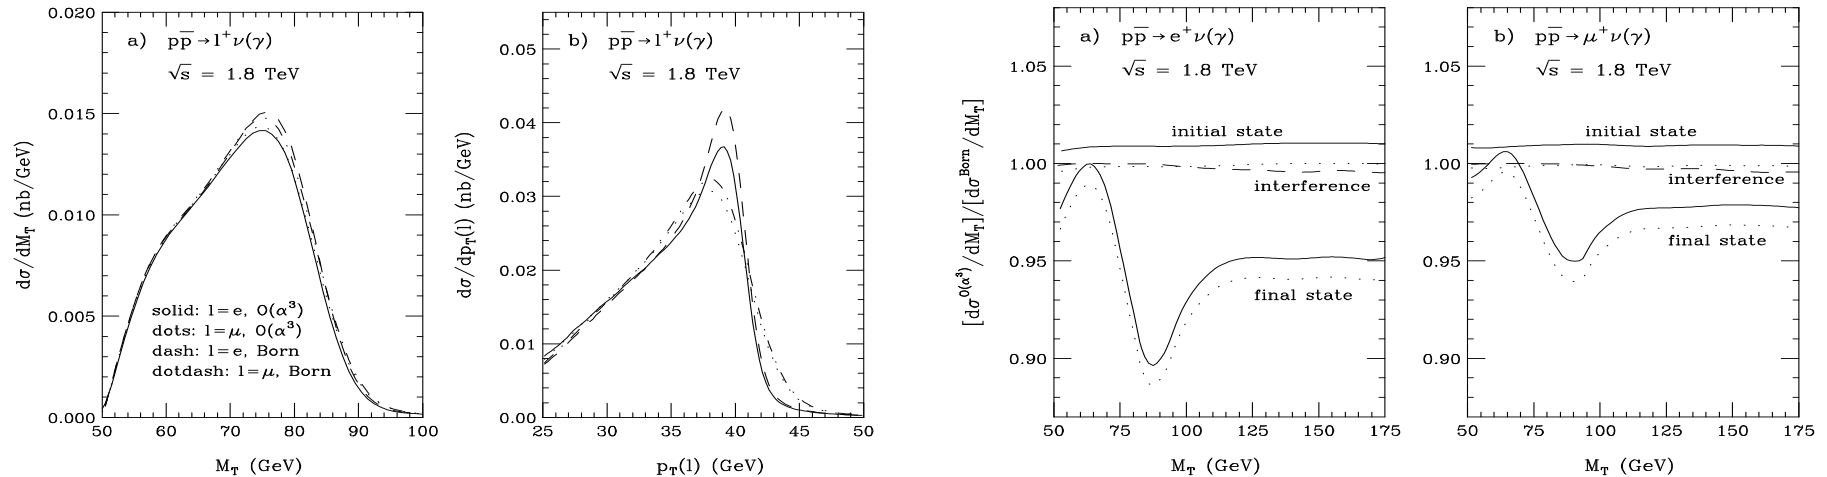 a) pp̅→l⁺ν(γ)
√s = 1.8 TeV
dσ/dM_T (nb/GeV)
0.020
0.015
0.010
0.005
0.000
solid: l=e, O(α³)
dots: l=μ, O(α³)
dash: l=e, Born
dotdash: l=μ, Born
50 60 70 80 90 100
M_T (GeV)
b) pp̅→l⁺ν(γ)
√s = 1.8 TeV
dσ/dp_T(l) (nb/GeV)
0.05
0.04
0.03
0.02
0.01
0.00
25 30 35 40 45 50
p_T(l) (GeV)
a) pp̅→e⁺ν(γ)
√s = 1.8 TeV
[dσ^O(α³)/dM_T]/[dσ^Born/dM_T]
1.05
1.00
0.95
0.90
initial state
interference
final state
50 75 100 125 150 175
M_T (GeV)
b) pp̅→μ⁺ν(γ)
√s = 1.8 TeV
1.05
1.00
0.95
0.90
initial state
interference
final state
50 75 100 125 150 175
M_T (GeV)